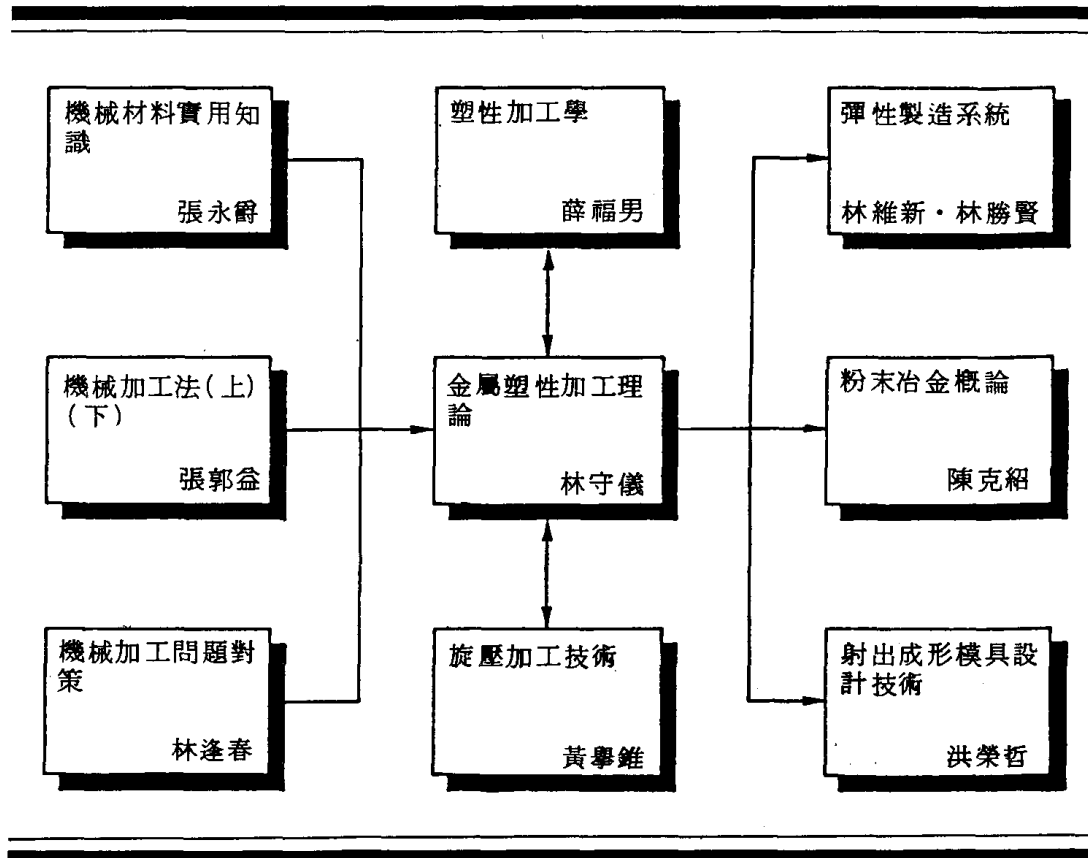 機械材料實用知
識
張永爵
塑性加工學
薛福男
彈性製造系統
林維新・林勝賢
機械加工法(上)
(下)
張郭益
金屬塑性加工理
論
林守儀
粉末冶金概論
陳克紹
機械加工問題對
策
林逢春
旋壓加工技術
黃擧錐
射出成形模具設
計技術
洪榮哲